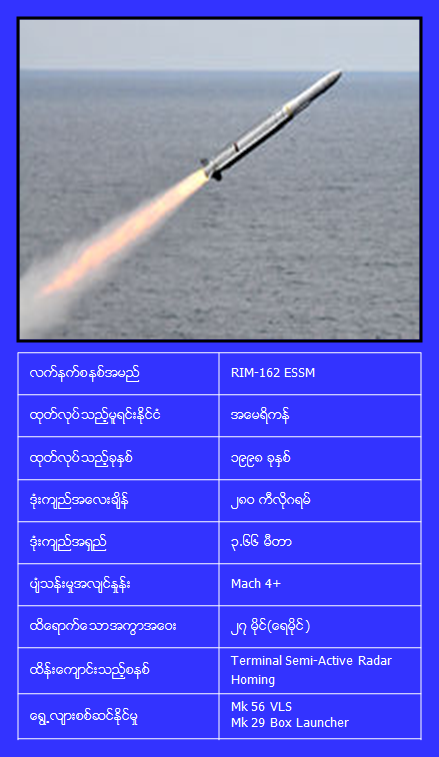 လက်နက်စနစ်အမည်
RIM-162 ESSM
ထုတ်လုပ်သည့်မူရင်းနိုင်ငံ
အမေရိကန်
ထုတ်လုပ်သည့်ခုနှစ်
၁၉၉၈ ခုနှစ်
ဒုံးကျည်အလေးချိန်
၂၈၀ ကီလိုဂရမ်
ဒုံးကျည်အရှည်
၃.၆၆ မီတာ
ပျံသန်းမှုအလျင်နှုန်း
Mach 4+
ထိရောက်သောအကွာအဝေး
၂၇ မိုင်(ရေမိုင်)
ထိန်းကျောင်းသည့်စနစ်
Terminal Semi-Active Radar
Homing
ရွေ့လျားစစ်ဆင်နိုင်မှု
Mk 56 VLS
Mk 29 Box Launcher